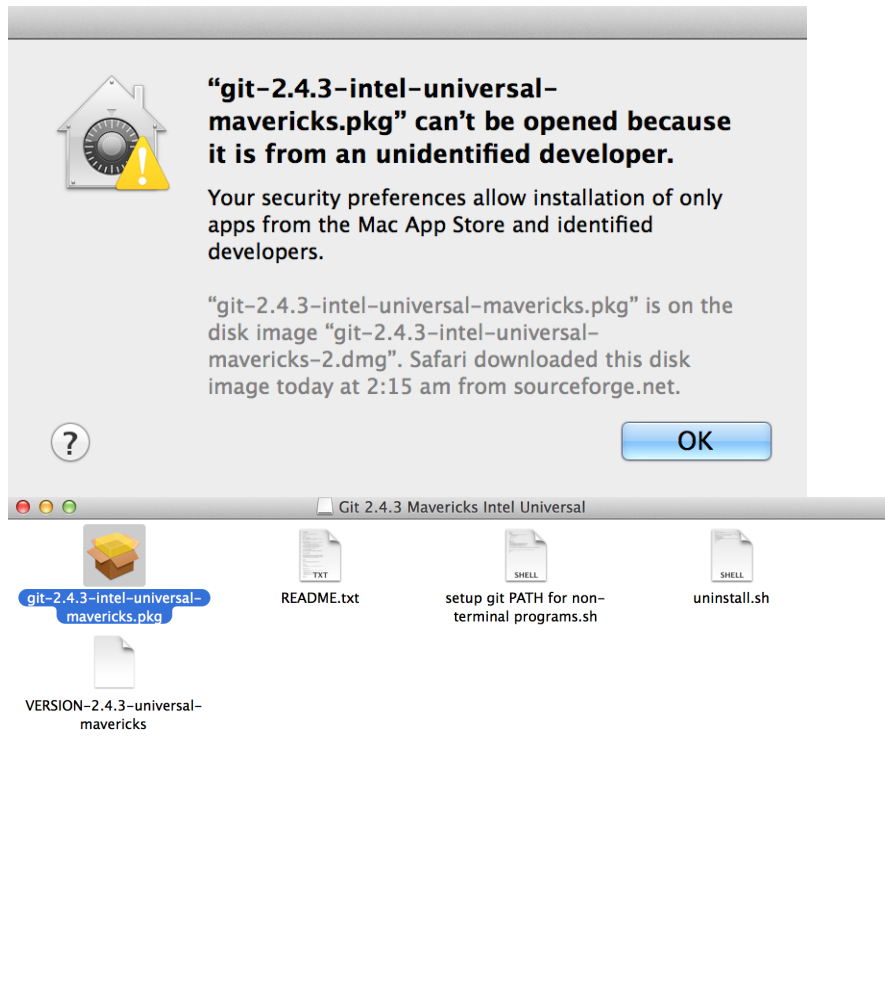 “git-2.4.3-intel-universal-
mavericks.pkg” can’t be opened because
it is from an unidentified developer.
Your security preferences allow installation of only
apps from the Mac App Store and identified
developers.
“git-2.4.3-intel-universal-mavericks.pkg” is on the
disk image “git-2.4.3-intel-universal-
mavericks-2.dmg”. Safari downloaded this disk
image today at 2:15 am from sourceforge.net.
?
OK
Git 2.4.3 Mavericks Intel Universal
TXT
SHELL
SHELL
git-2.4.3-intel-universal-
mavericks.pkg
README.txt
setup git PATH for non-
terminal programs.sh
uninstall.sh
VERSION-2.4.3-universal-
mavericks